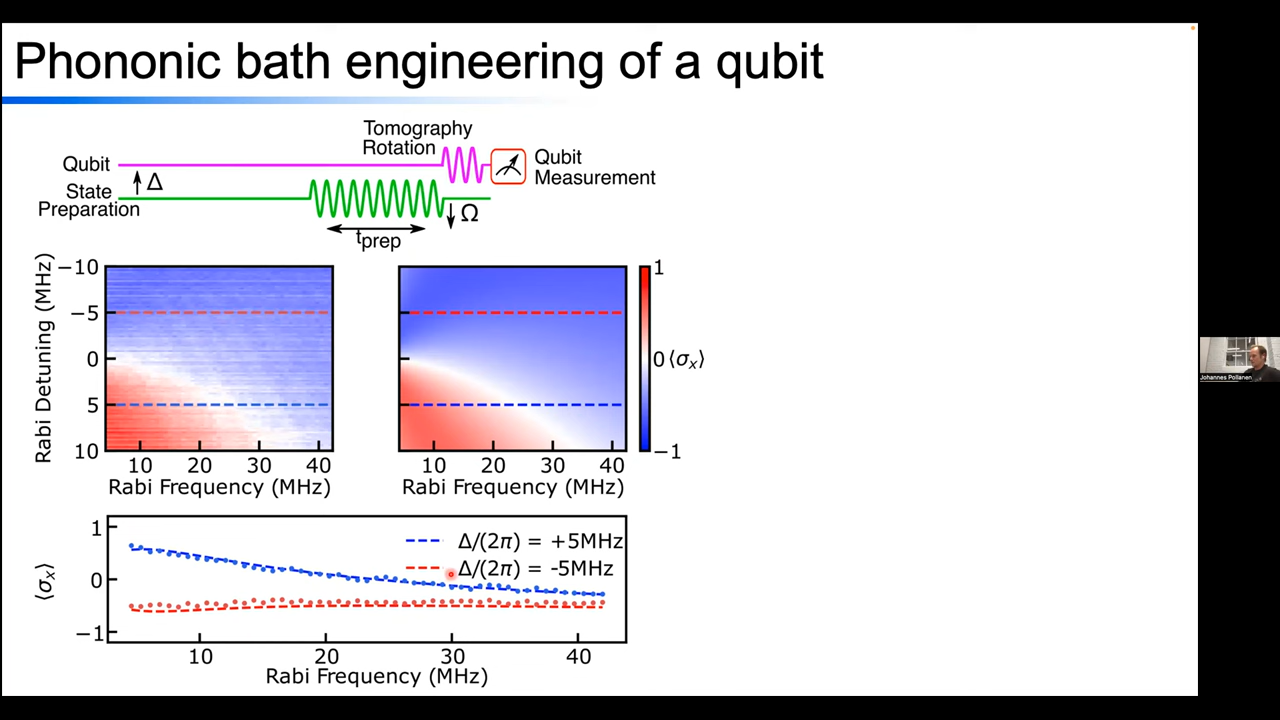 Phononic bath engineering of a qubit
Tomography
Rotation
Qubit
Δ
State
Preparation
Qubit
Measurement
Ω
tprep
Rabi Detuning (MHz)
−10
−5
0
5
10
10 20 30 40
Rabi Frequency (MHz)
10 20 30 40
Rabi Frequency (MHz)
1
0
−1
⟨σx⟩
⟨σx⟩
1
0
−1
Δ/(2π) = +5MHz
Δ/(2π) = -5MHz
10 20 30 40
Rabi Frequency (MHz)
Johannes Pollanen